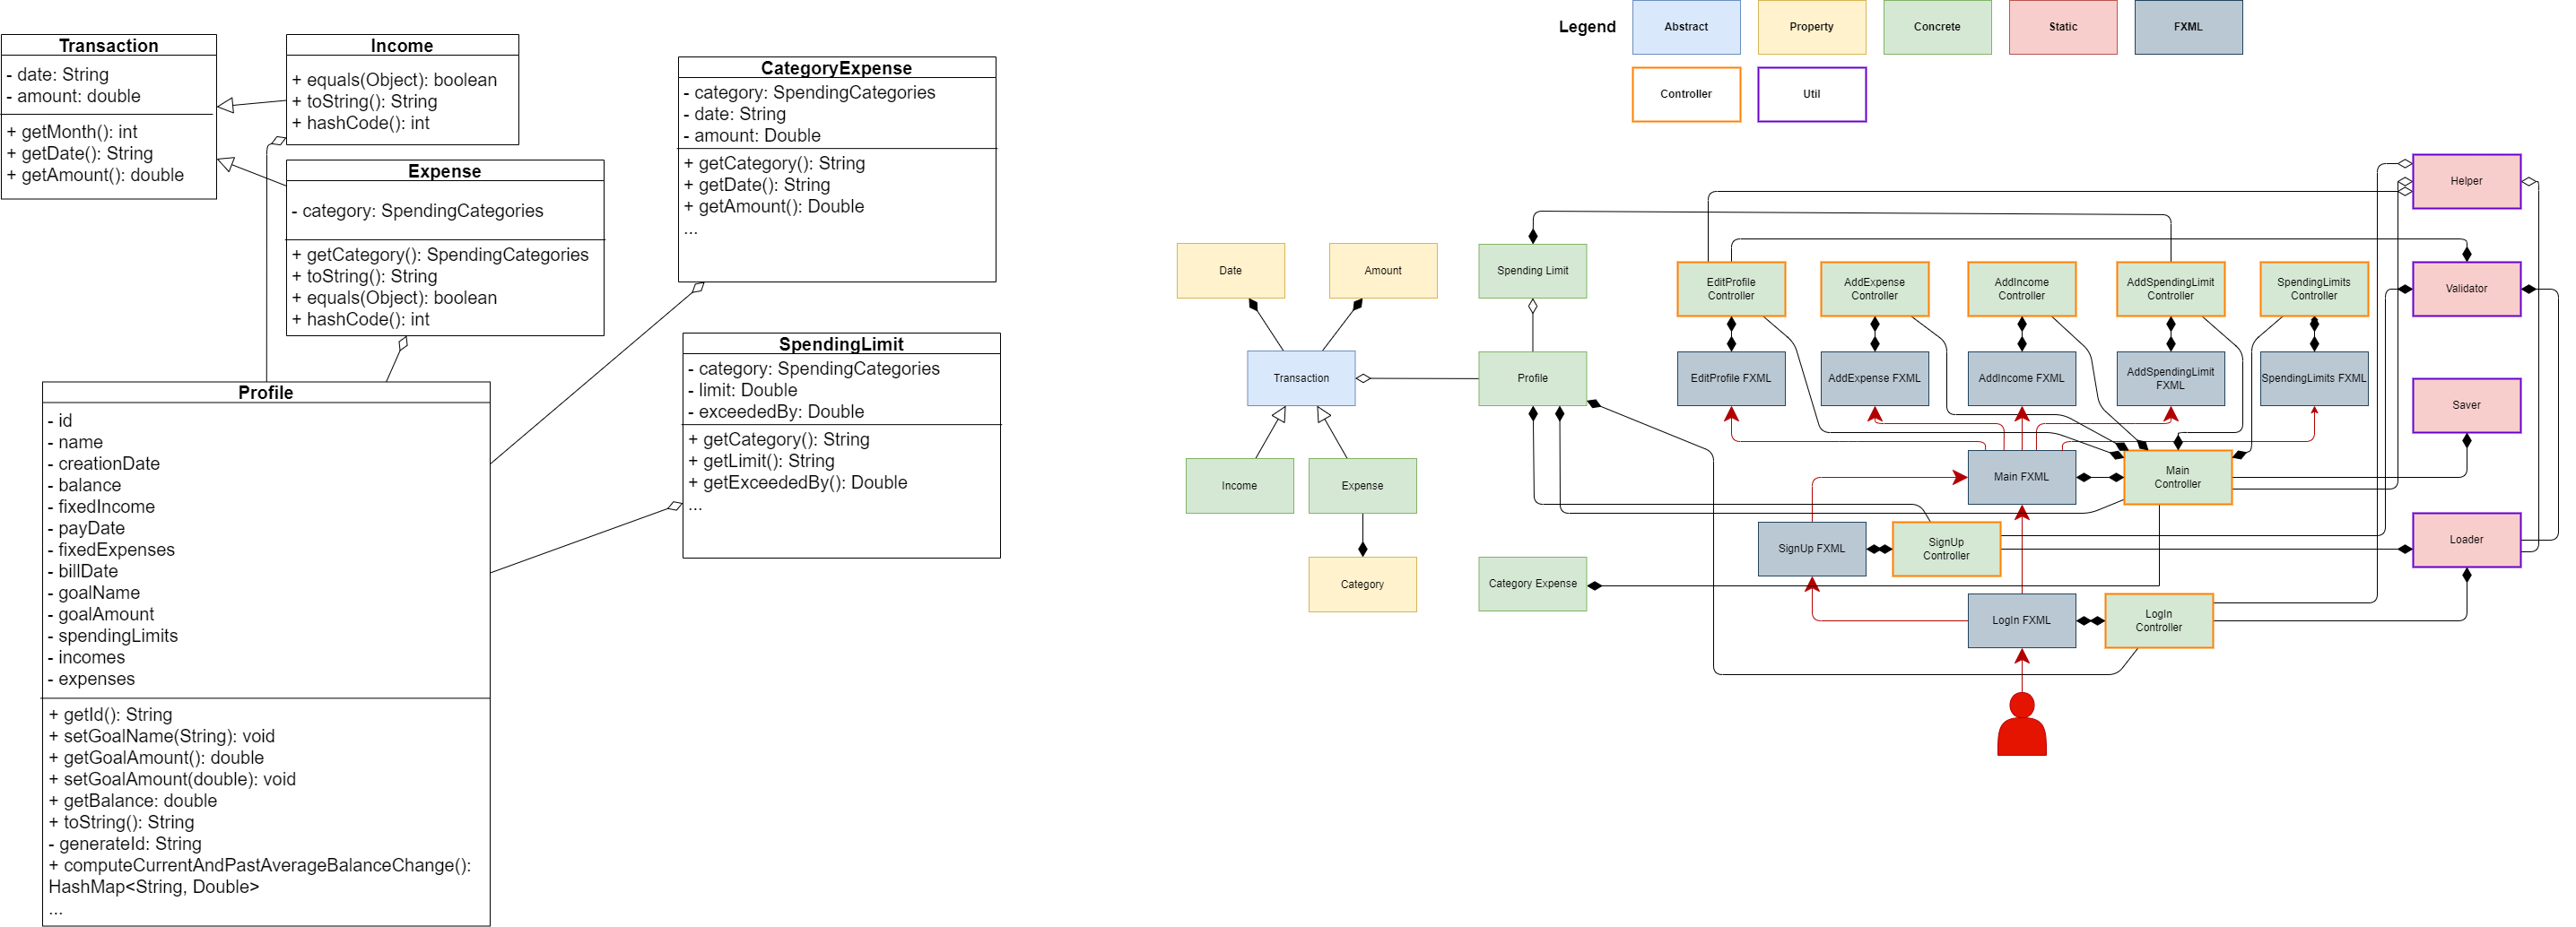 Transaction
- date: String
- amount: double
+ getMonth(): int
+ getDate(): String
+ getAmount(): double
Income
+ equals(Object): boolean
+ toString(): String
+ hashCode(): int
Expense
- category: SpendingCategories
+ getCategory(): SpendingCategories
+ toString(): String
+ equals(Object): boolean
+ hashCode(): int
CategoryExpense
- category: SpendingCategories
- date: String
- amount: Double
+ getCategory(): String
+ getDate(): String
+ getAmount(): Double
...
SpendingLimit
- category: SpendingCategories
- limit: Double
- exceededBy: Double
+ getCategory(): String
+ getLimit(): String
+ getExceededBy(): Double
...
Profile
- id
- name
- creationDate
- balance
- fixedIncome
- payDate
- fixedExpenses
- billDate
- goalName
- goalAmount
- spendingLimits
- incomes
- expenses
+ getId(): String
+ setGoalName(String): void
+ getGoalAmount(): double
+ setGoalAmount(double): void
+ getBalance: double
+ toString(): String
- generateId: String
+ computeCurrentAndPastAverageBalanceChange():
HashMap<String, Double>
...
Legend
Abstract
Property
Concrete
Static
FXML
Controller
Util
Helper
Date
Amount
Spending Limit
EditProfile
Controller
AddExpense
Controller
AddIncome
Controller
AddSpendingLimit
Controller
SpendingLimits
Controller
Validator
Transaction
Profile
EditProfile FXML
AddExpense FXML
AddIncome FXML
AddSpendingLimit
FXML
SpendingLimits FXML
Saver
Income
Expense
Main FXML
Main
Controller
SignUp FXML
SignUp
Controller
Loader
Category
Category Expense
LogIn FXML
LogIn
Controller